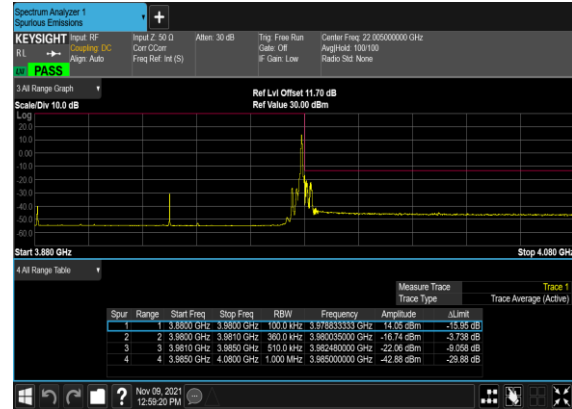 Spectrum Analyzer 1
Spurious Emissions
+
KEYSIGHT Input: RF Input Z: 50 Ω Atten: 30 dB Trig: Free Run Center Freq: 22.005000000 GHz
RL Coupling: DC Corr CCorr Gate: Off Avg|Hold: 100/100
Align: Auto Freq Ref: Int (S) IF Gain: Low Radio Std: None
PASS
3 All Range Graph
Ref Lvl Offset 11.70 dB
Scale/Div 10.0 dB Ref Value 30.00 dBm
Log
20.0
10.0
0.00
-10.0
-20.0
-30.0
-40.0
-50.0
-60.0
Start 3.880 GHz Stop 4.080 GHz
4 All Range Table
Measure Trace Trace 1
Trace Type Trace Average (Active)
Spur Range Start Freq Stop Freq RBW Frequency Amplitude ΔLimit
1 1 3.8800 GHz 3.9800 GHz 100.0 kHz 3.978833333 GHz 14.05 dBm -15.95 dB
2 2 3.9800 GHz 3.9810 GHz 360.0 kHz 3.980035000 GHz -16.74 dBm -3.738 dB
3 3 3.9810 GHz 3.9850 GHz 510.0 kHz 3.982480000 GHz -22.06 dBm -9.058 dB
4 4 3.9850 GHz 4.0800 GHz 1.000 MHz 3.985000000 GHz -42.88 dBm -29.88 dB
? Nov 09, 2021
12:59:20 PM